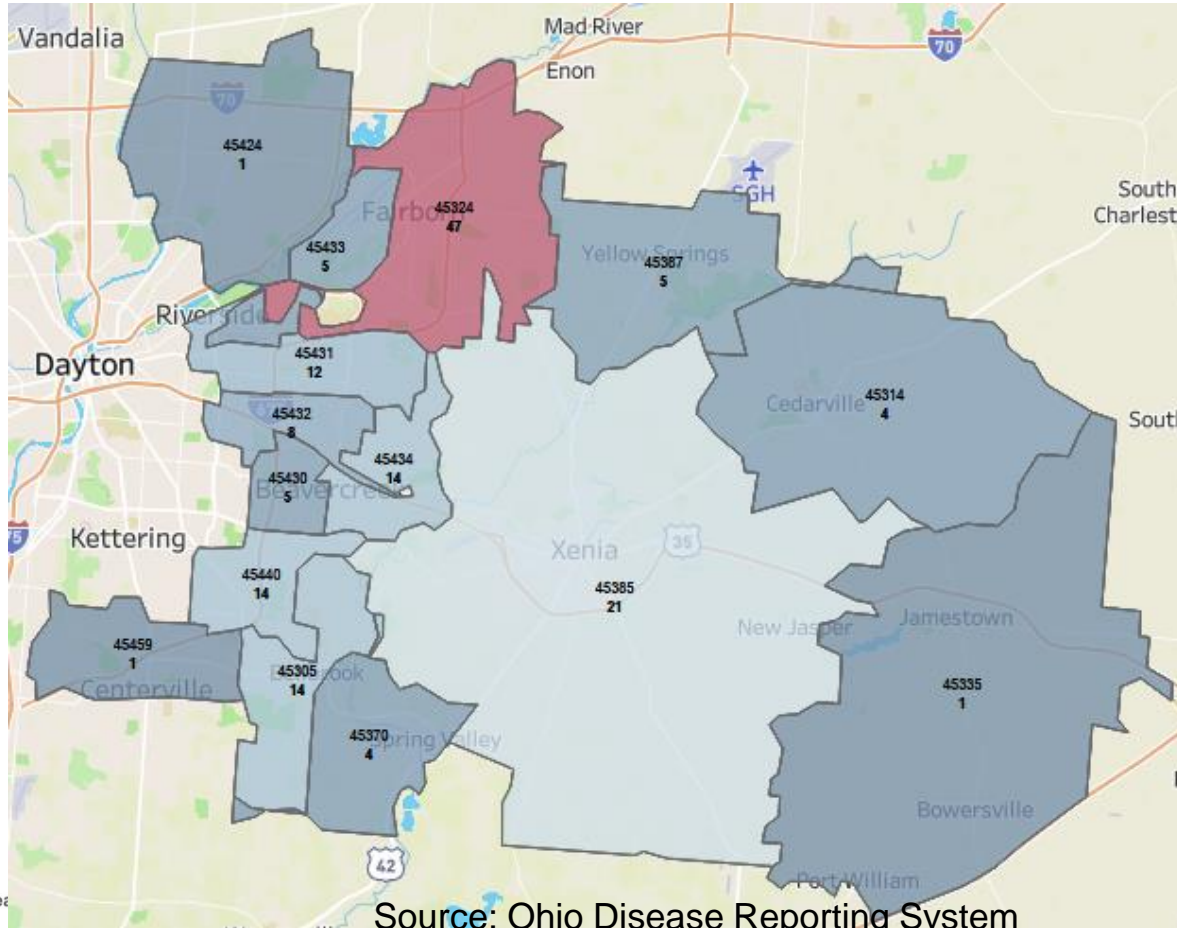 Vandalia
Mad River
70
Enon
70
45424
1
SGH
South
Charlest
45324
47
45433
5
Yellow Springs
45387
5
Dayton
45431
12
Cedarville
45314
4
45432
8
45434
14
45430
5
Beavercreek
75
Kettering
Xenia
35
45440
14
45385
21
New Jasper
Jamestown
45459
1
Centerville
45305
14
45335
1
45370
4
Spring Valley
Bowersville
42
Port William
Source: Ohio Disease Reporting System